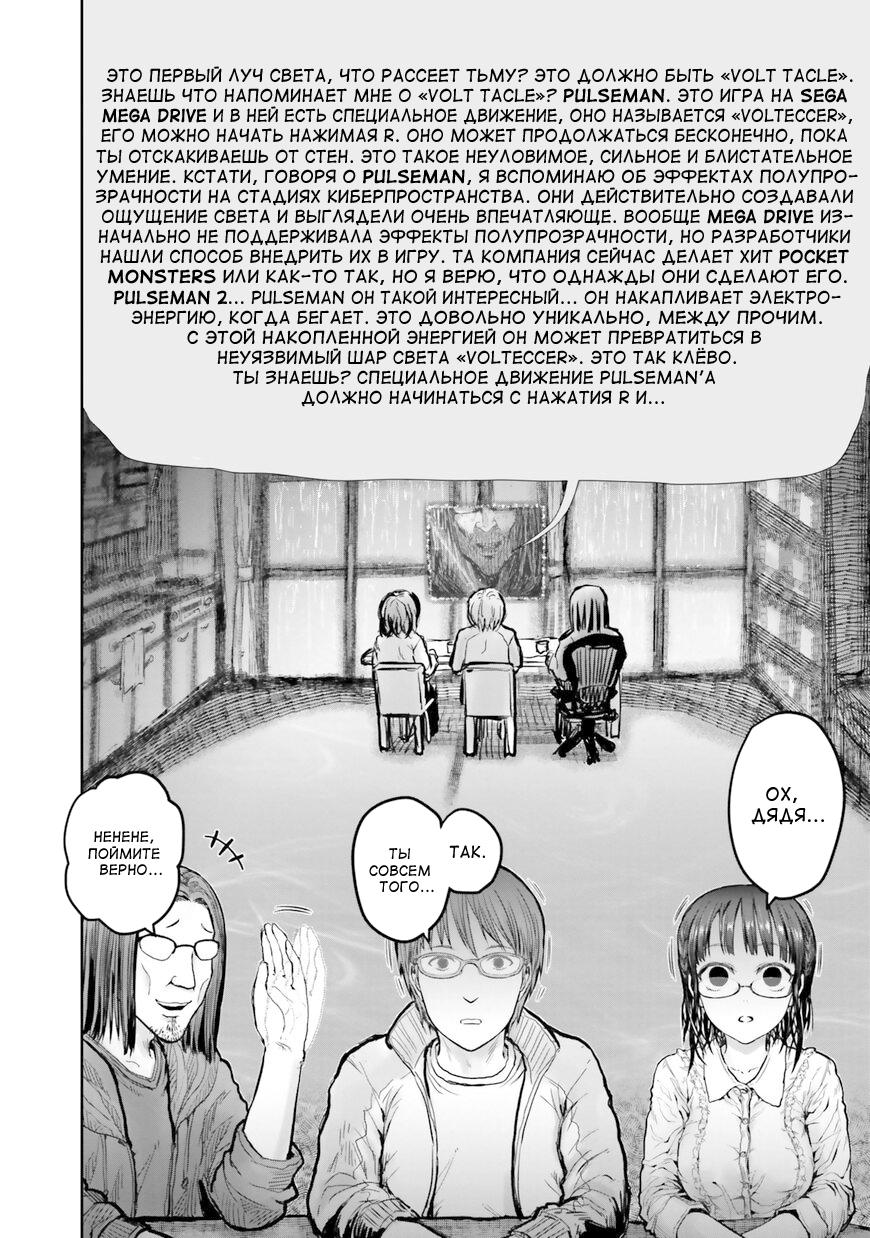 ЭТО ПЕРВЫЙ ЛУЧ СВЕТА, ЧТО РАССЕЕТ ТЬМУ? ЭТО ДОЛЖНО БЫТЬ «VOLT TACLE».
ЗНАЕШЬ ЧТО НАПОМИНАЕТ МНЕ О «VOLT TACLE»? PULSEMAN. ЭТО ИГРА НА SEGA
MEGA DRIVE И В НЕЙ ЕСТЬ СПЕЦИАЛЬНОЕ ДВИЖЕНИЕ, ОНО НАЗЫВАЕТСЯ «VOLTECCER»,
ЕГО МОЖНО НАЧАТЬ НАЖИМАЯ R. ОНО МОЖЕТ ПРОДОЛЖАТЬСЯ БЕСКОНЕЧНО, ПОКА
ТЫ ОТСКАКИВАЕШЬ ОТ СТЕН. ЭТО ТАКОЕ НЕУЛОВИМОЕ, СИЛЬНОЕ И БЛИСТАТЕЛЬНОЕ
УМЕНИЕ. КСТАТИ, ГОВОРЯ О PULSEMAN, Я ВСПОМИНАЮ ОБ ЭФФЕКТАХ ПОЛУПРО-
ЗРАЧНОСТИ НА СТАДИЯХ КИБЕРПРОСТРАНСТВА. ОНИ ДЕЙСТВИТЕЛЬНО СОЗДАВАЛИ
ОЩУЩЕНИЕ СВЕТА И ВЫГЛЯДЕЛИ ОЧЕНЬ ВПЕЧАТЛЯЮЩЕ. ВООБЩЕ MEGA DRIVE ИЗ-
НАЧАЛЬНО НЕ ПОДДЕРЖИВАЛА ЭФФЕКТЫ ПОЛУПРОЗРАЧНОСТИ, НО РАЗРАБОТЧИКИ
НАШЛИ СПОСОБ ВНЕДРИТЬ ИХ В ИГРУ. ТА КОМПАНИЯ СЕЙЧАС ДЕЛАЕТ ХИТ POCKET
MONSTERS ИЛИ КАК-ТО ТАК, НО Я ВЕРЮ, ЧТО ОДНАЖДЫ ОНИ СДЕЛАЮТ ЕГО.
PULSEMAN 2... PULSEMAN ОН ТАКОЙ ИНТЕРЕСНЫЙ... ОН НАКАПЛИВАЕТ ЭЛЕКТРО-
ЭНЕРГИЮ, КОГДА БЕГАЕТ. ЭТО ДОВОЛЬНО УНИКАЛЬНО, МЕЖДУ ПРОЧИМ.
С ЭТОЙ НАКОПЛЕННОЙ ЭНЕРГИЕЙ ОН МОЖЕТ ПРЕВРАТИТЬСЯ В
НЕУЯЗВИМЫЙ ШАР СВЕТА «VOLTECCER». ЭТО ТАК КЛЁВО.
ТЫ ЗНАЕШЬ? СПЕЦИАЛЬНОЕ ДВИЖЕНИЕ PULSEMAN'А
ДОЛЖНО НАЧИНАТЬСЯ С НАЖАТИЯ R И...
ОХ,
ДЯДЯ...
ТАК.
ТЫ
СОВСЕМ
ТОГО...
НЕНЕНЕ,
ПОЙМИТЕ
ВЕРНО...